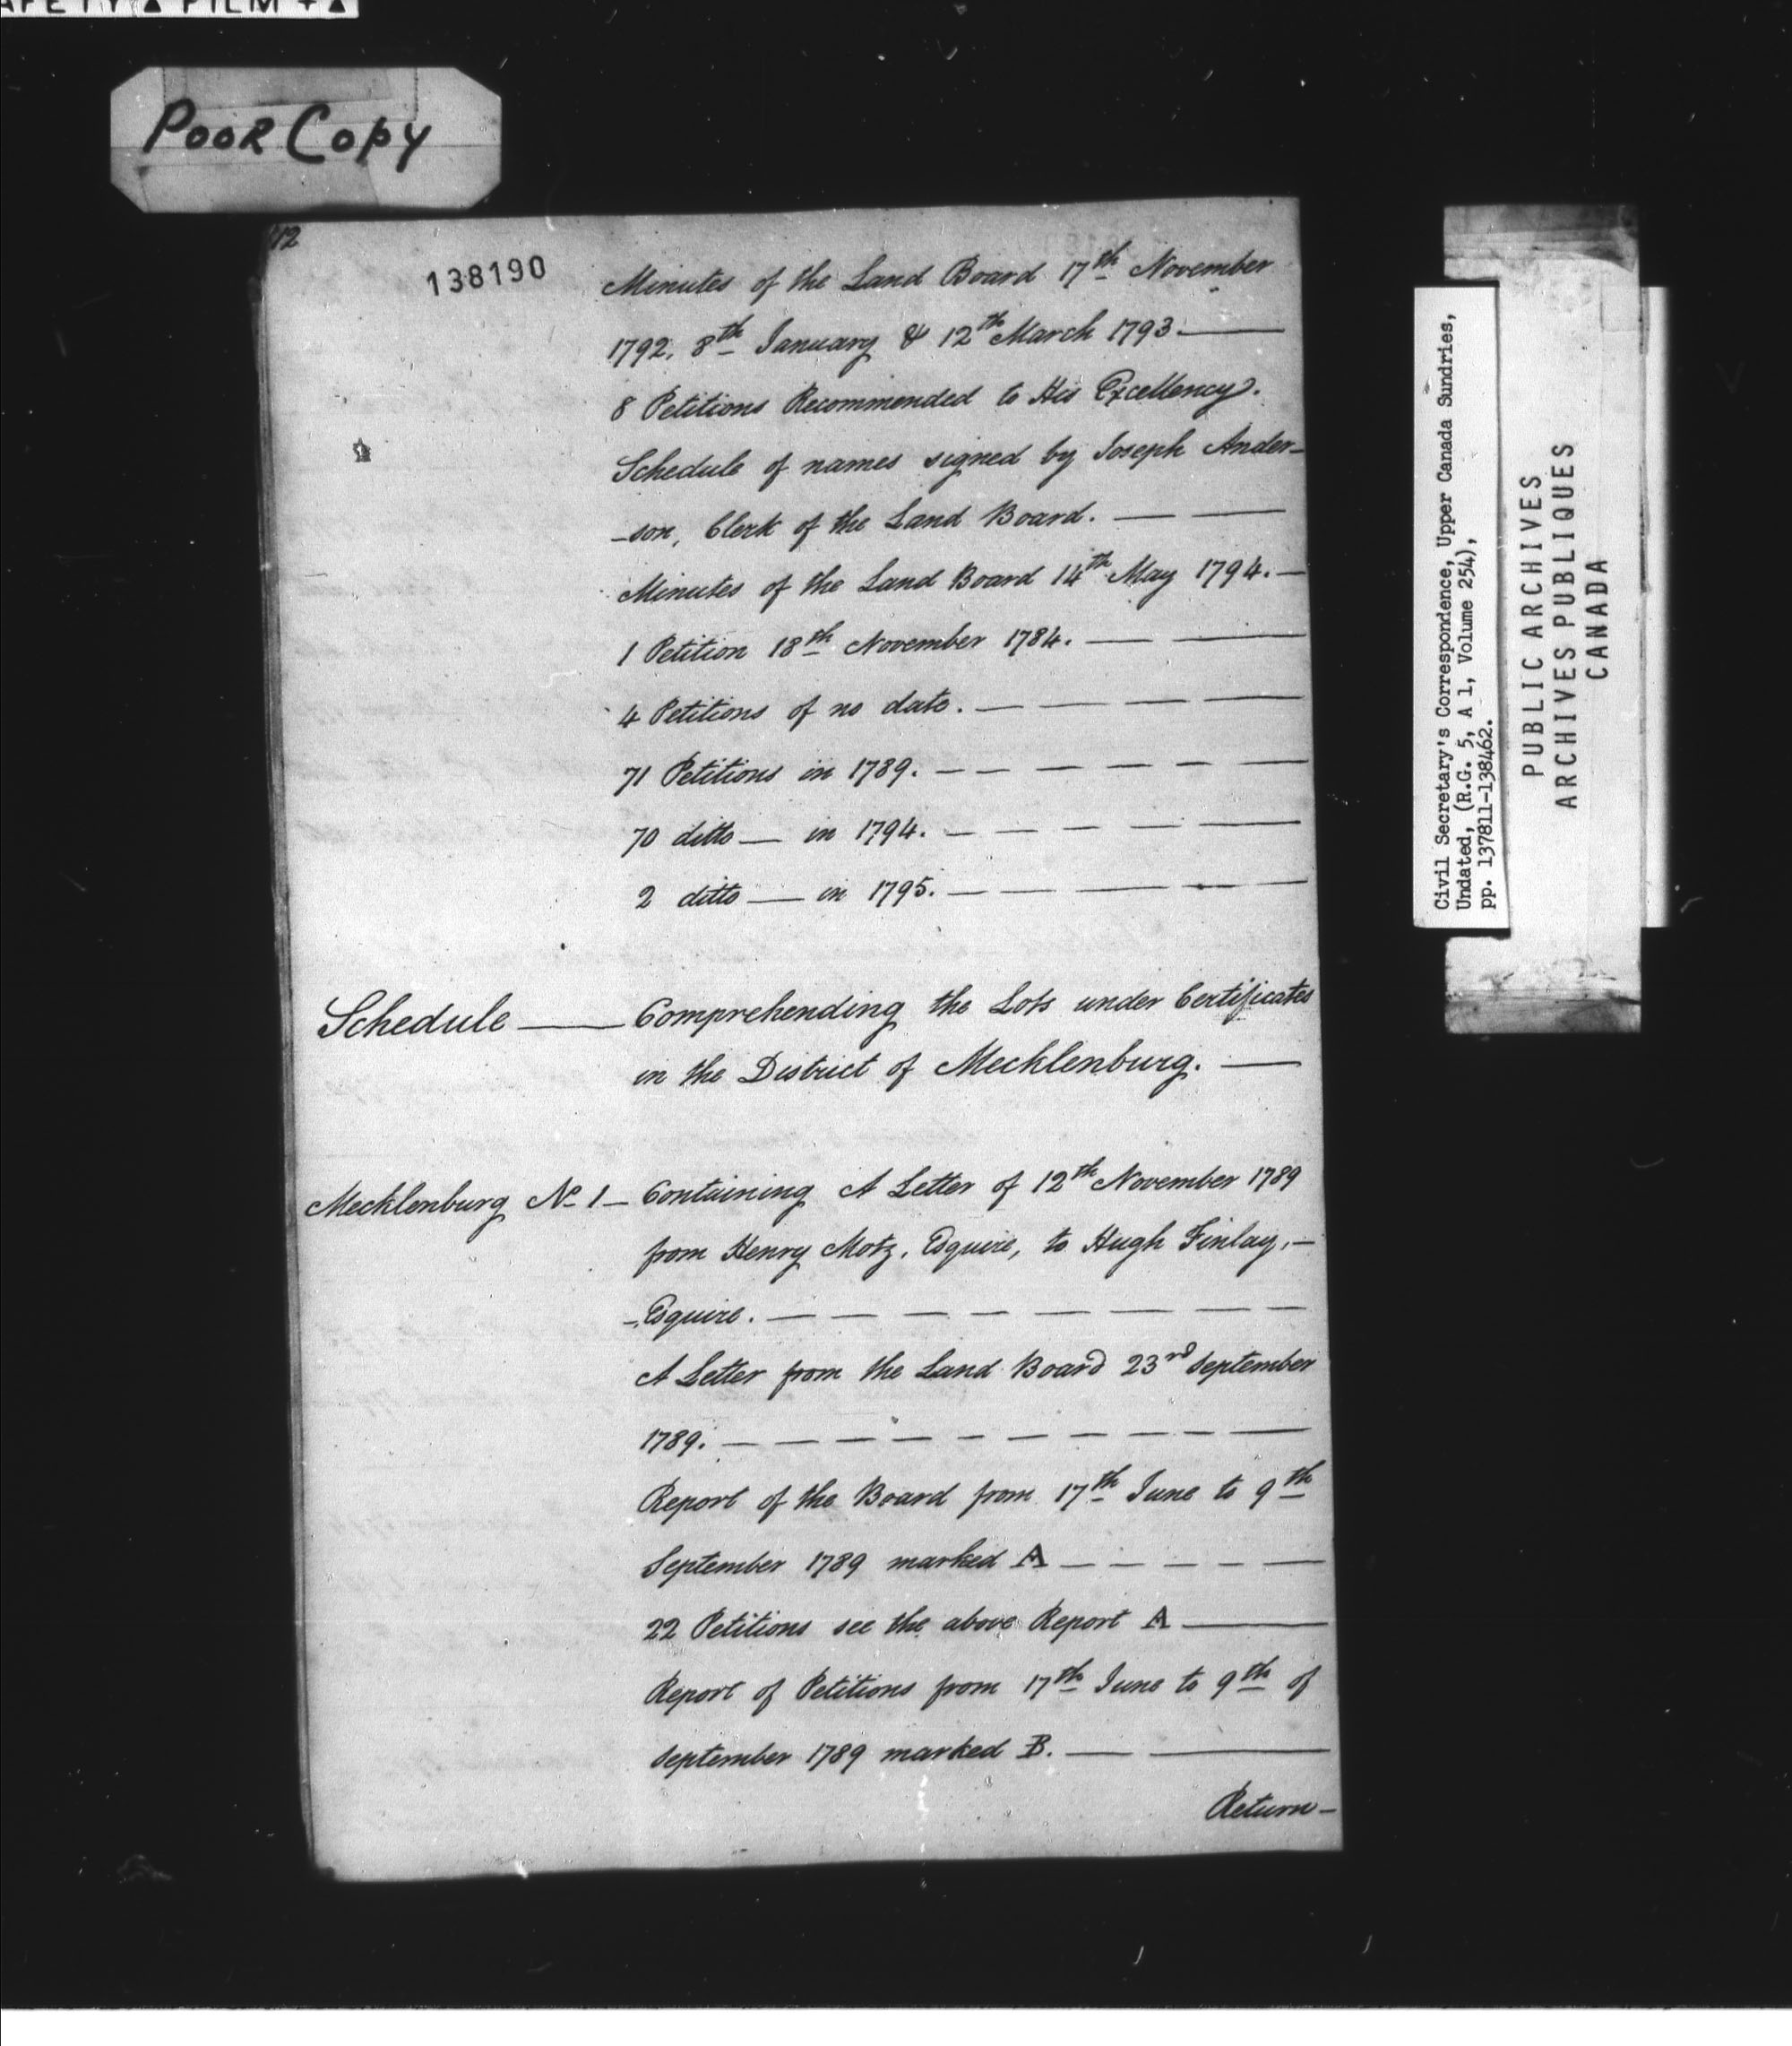 AFETY ▲ FILM + ▲
POOR COPY
12
138190
Minutes of the Land Board 17th November
1792, 8th January & 12th March 1793.——
8 Petitions Recommended to His Excellency.
Schedule of names signed by Joseph Ander-
-son, Clerk of the Land Board. — —
Minutes of the Land Board 14th May 1794.—
1 Petition 18th November 1784. — —
4 Petitions of no date. — — — —
71 Petitions in 1789. — — — — — —
70 ditto — in 1794. — — — — —
2 ditto — in 1795. — — — —
Schedule —— Comprehending the Lots under Certificates
in the District of Mecklenburg. —
Mecklenburg No 1 — Containing A Letter of 12th November 1789
from Henry Motz, Esquire, to Hugh Finlay, —
-Esquire. — — — — — — — — —
A Letter from the Land Board 23rd September
1789. — — — — — — — — —
Report of the Board from 17th June to 9th
September 1789 marked A — — — — —
22 Petitions see the above Report A ——
Report of Petitions from 17th June to 9th of
September 1789 marked B. — ——
Return-
Civil Secretary's Correspondence, Upper Canada Sundries,
Undated, (R.G. 5, A 1, Volume 254),
pp. 137811-138462.
PUBLIC ARCHIVES
ARCHIVES PUBLIQUES
CANADA